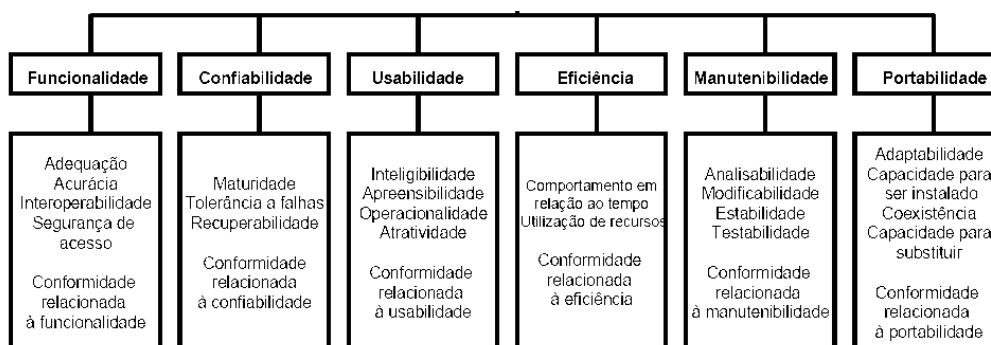 Funcionalidade
Confiabilidade
Usabilidade
Eficiência
Manutenibilidade
Portabilidade
Adequação
Acurácia
Interoperabilidade
Segurança de
acesso
Conformidade
relacionada
à funcionalidade
Maturidade
Tolerância a falhas
Recuperabilidade
Conformidade
relacionada
à confiabilidade
Inteligibilidade
Apreensibilidade
Operacionalidade
Atratividade
Conformidade
relacionada
à usabilidade
Comportamento em
relação ao tempo
Utilização de recursos
Conformidade
relacionada
à eficiência
Analisabilidade
Modificabilidade
Estabilidade
Testabilidade
Conformidade
relacionada
à manutenibilidade
Adaptabilidade
Capacidade para
ser instalado
Coexistência
Capacidade para
substituir
Conformidade
relacionada
à portabilidade